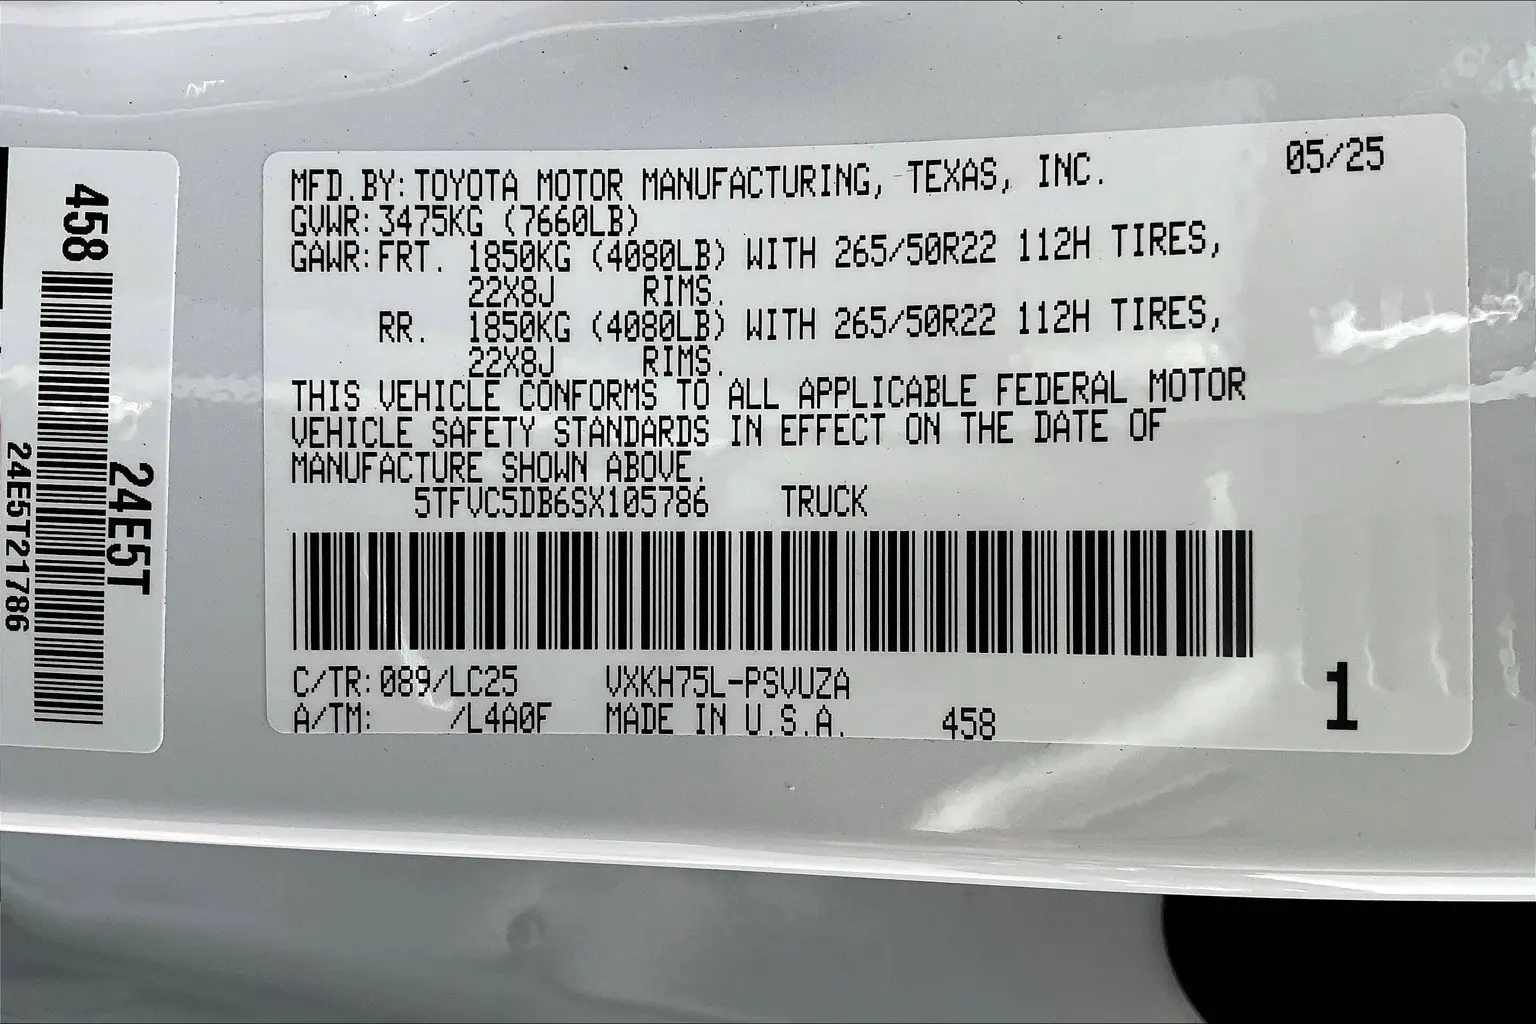 458
24E5T
24E5T21786
MFD.BY:TOYOTA MOTOR MANUFACTURING, TEXAS, INC. 05/25
GVWR:3475KG (7660LB)
GAWR:FRT. 1850KG (4080LB) WITH 265/50R22 112H TIRES,
22X8J RIMS.
RR. 1850KG (4080LB) WITH 265/50R22 112H TIRES,
22X8J RIMS.
THIS VEHICLE CONFORMS TO ALL APPLICABLE FEDERAL MOTOR
VEHICLE SAFETY STANDARDS IN EFFECT ON THE DATE OF
MANUFACTURE SHOWN ABOVE.
5TFVC5DB6SX105786 TRUCK
C/TR:089/LC25 VXKH75L-PSVUZA
A/TM: /L4A0F MADE IN U.S.A. 458
1